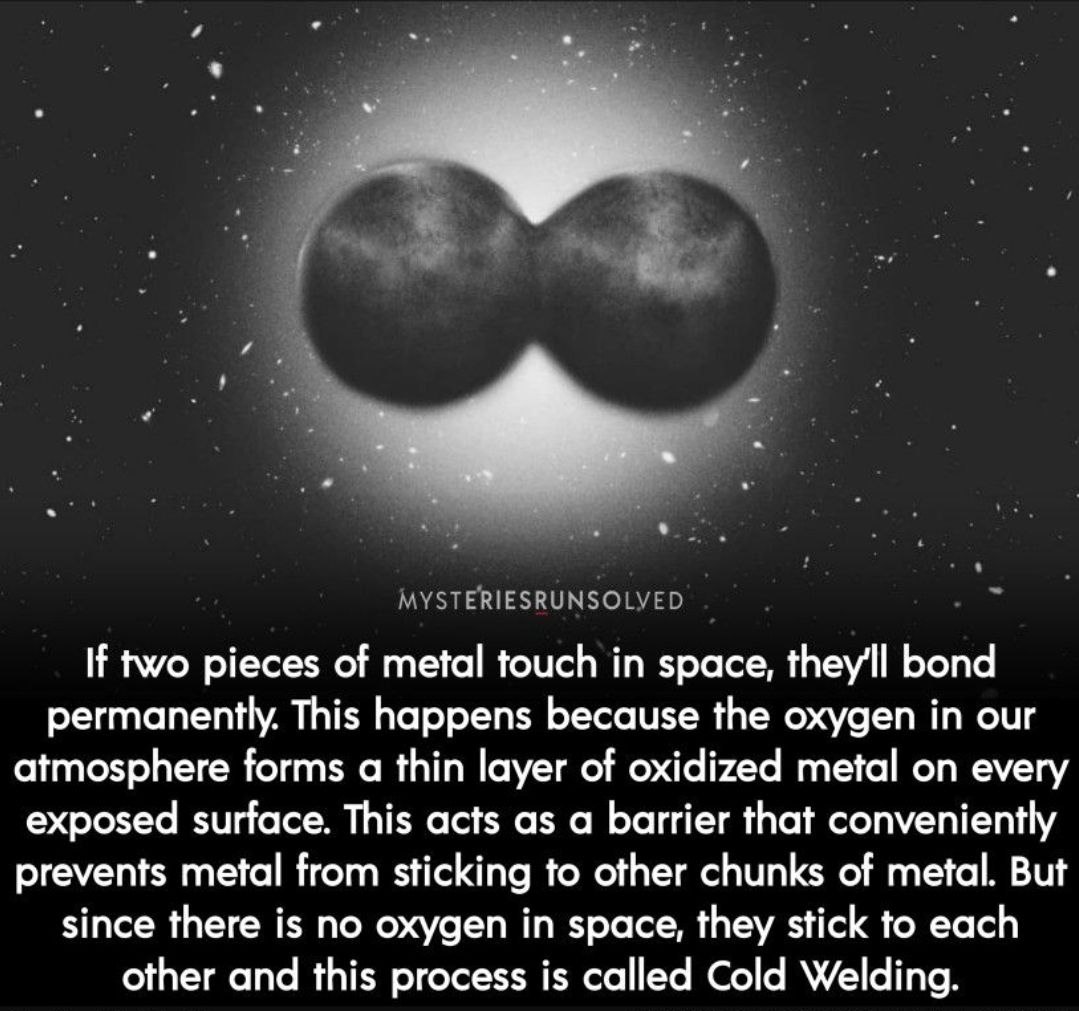 MYSTERIESRUNSOLVED
If two pieces of metal touch in space, they'll bond
permanently. This happens because the oxygen in our
atmosphere forms a thin layer of oxidized metal on every
exposed surface. This acts as a barrier that conveniently
prevents metal from sticking to other chunks of metal. But
since there is no oxygen in space, they stick to each
other and this process is called Cold Welding.